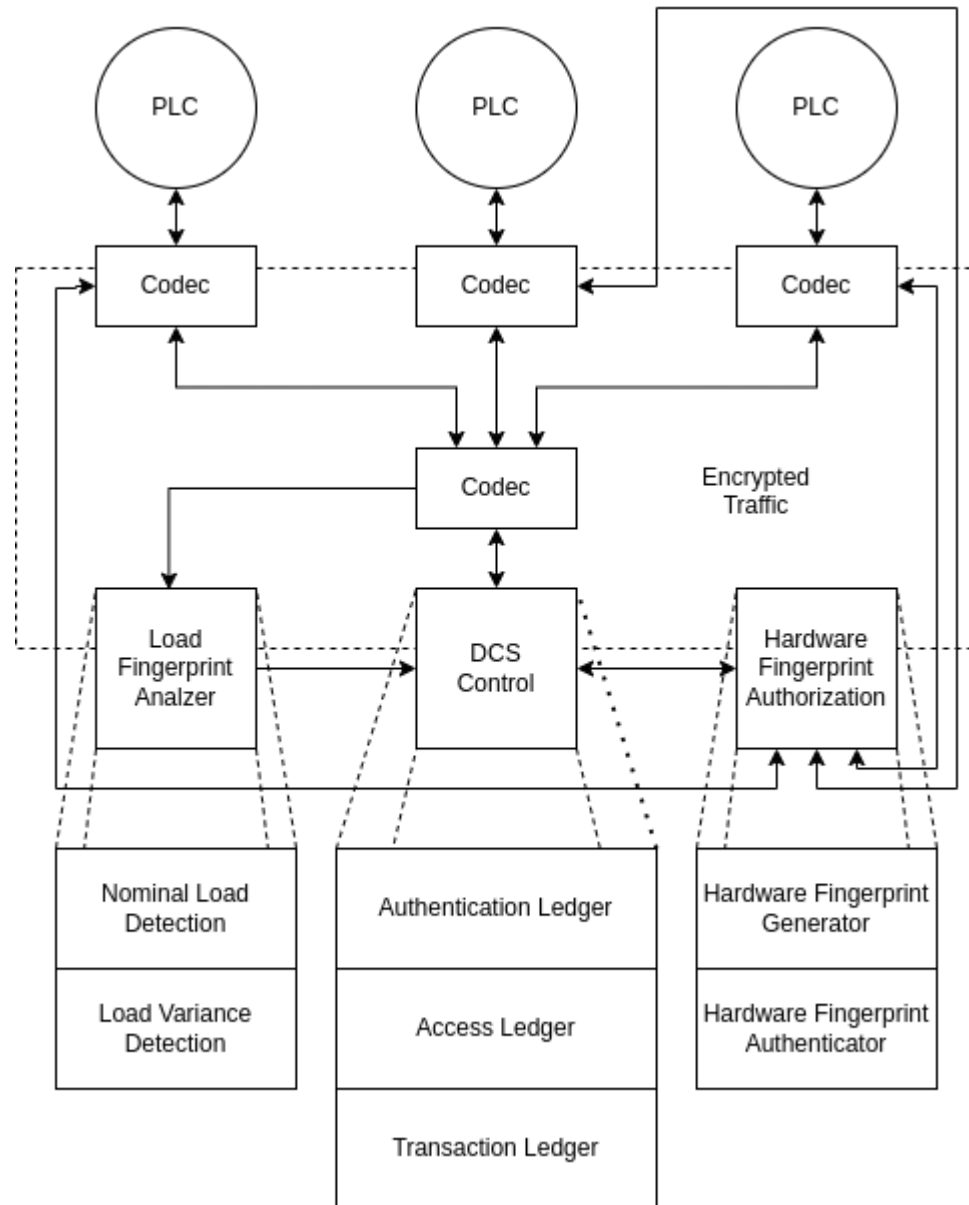 PLC
PLC
PLC
Codec
Codec
Codec
Codec
Encrypted
Traffic
Load
Fingerprint
Analzer
DCS
Control
Hardware
Fingerprint
Authorization
Nominal Load
Detection
Load Variance
Detection
Authentication Ledger
Access Ledger
Transaction Ledger
Hardware Fingerprint
Generator
Hardware Fingerprint
Authenticator